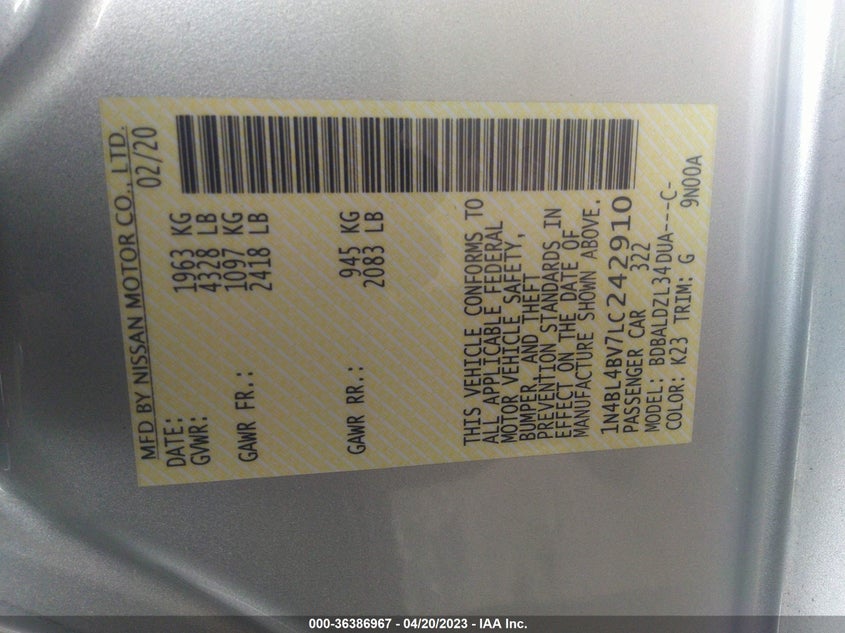 MFD BY NISSAN MOTOR CO., LTD.
DATE: 02/20
GVWR: 1963 KG
4328 LB
GAWR FR.: 1097 KG
2418 LB
GAWR RR.: 945 KG
2083 LB
THIS VEHICLE CONFORMS TO
ALL APPLICABLE FEDERAL
MOTOR VEHICLE SAFETY,
BUMPER, AND THEFT
PREVENTION STANDARDS IN
EFFECT ON THE DATE OF
MANUFACTURE SHOWN ABOVE.
1N4BL4BV7LC242910
PASSENGER CAR 322
MODEL: BDBALDZL34DUA---C-
COLOR: K23 TRIM: G 9N00A
000-36386967 - 04/20/2023 - IAA Inc.